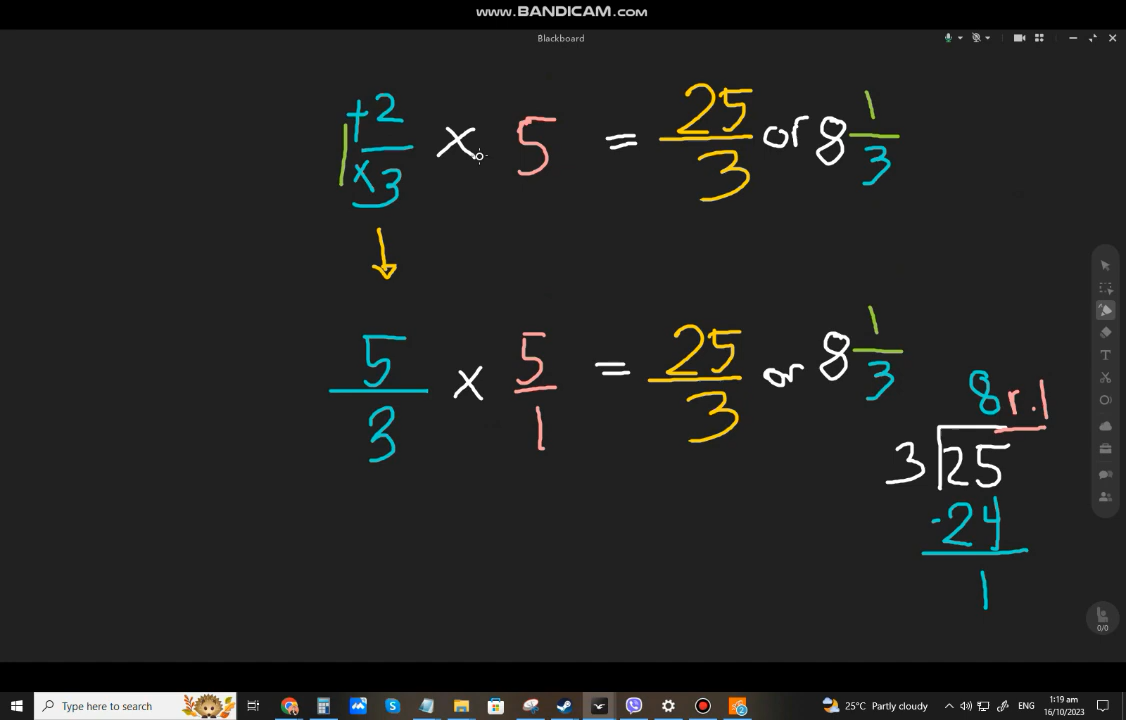 www.BANDICAM.com
Blackboard
1 +2/×3 × 5 = 25/3 or 8 1/3
5/3 × 5/1 = 25/3 or 8 1/3
8 r.1
3 25
-24
1
0/0
Type here to search
25°C Partly cloudy
ENG
1:19 am
16/10/2023